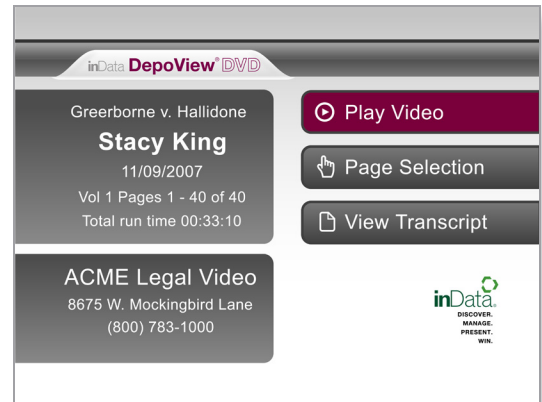 inData DepoView® DVD
Greerborne v. Hallidone
Stacy King
11/09/2007
Vol 1 Pages 1 - 40 of 40
Total run time 00:33:10
ACME Legal Video
8675 W. Mockingbird Lane
(800) 783-1000
Play Video
Page Selection
View Transcript
inData®
DISCOVER.
MANAGE.
PRESENT.
WIN.